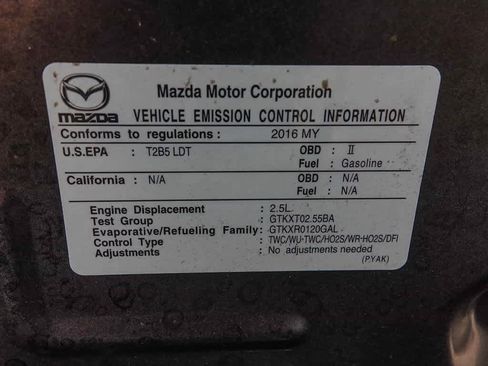 Mazda Motor Corporation
mazda VEHICLE EMISSION CONTROL INFORMATION
Conforms to regulations : 2016 MY
U.S.EPA : T2B5 LDT OBD : II
Fuel : Gasoline
California : N/A OBD : N/A
Fuel : N/A
Engine Displacement : 2.5L
Test Group : GTKXT02.55BA
Evaporative/Refueling Family: GTKXR0120GAL
Control Type : TWC/WU-TWC/HO2S/WR-HO2S/DFI
Adjustments : No adjustments needed
(PYAK)